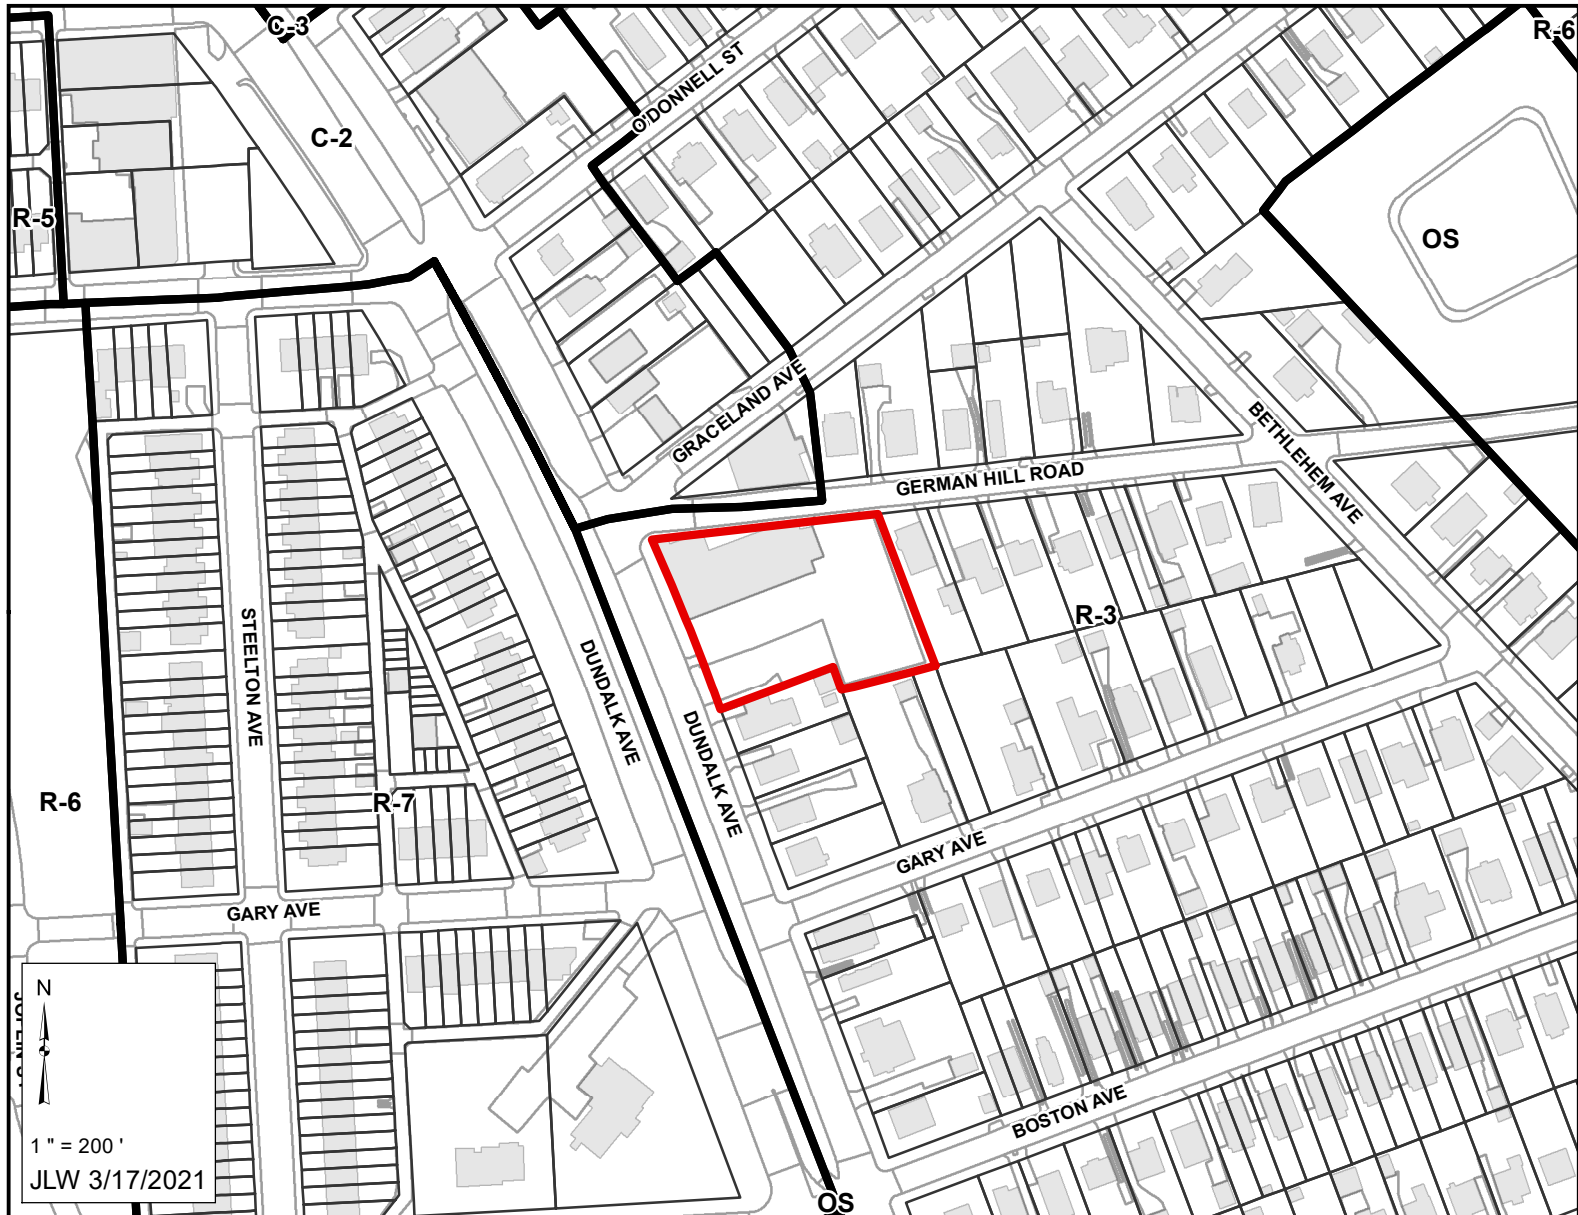 C-3
R-6
O'DONNELL ST
C-2
R-5
OS
GRACELAND AVE
BETHLEHEM AVE
GERMAN HILL ROAD
STEELTON AVE
DUNDALK AVE
DUNDALK AVE
R-3
R-6
R-7
GARY AVE
GARY AVE
BOSTON AVE
N
1 " = 200 '
JLW 3/17/2021
OS